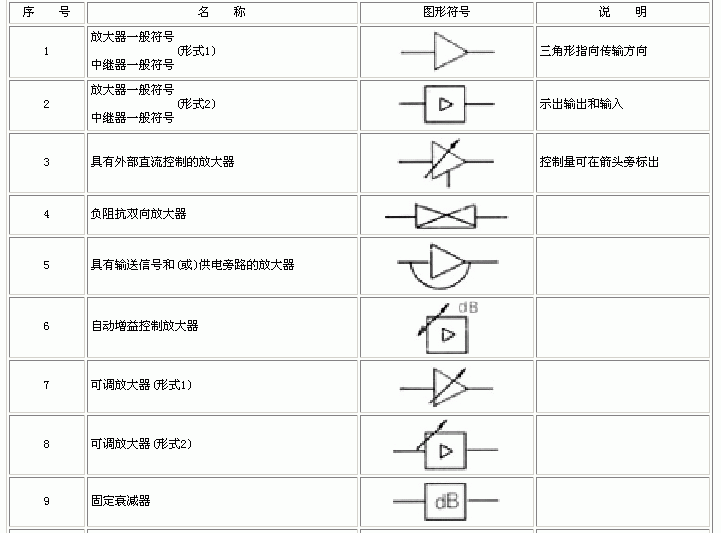 序 号 名 称 图形符号 说 明
1 放大器一般符号 (形式1) 三角形指向传输方向
中继器一般符号
2 放大器一般符号 (形式2) 示出输出和输入
中继器一般符号
3 具有外部直流控制的放大器 控制量可在箭头旁标出
4 负阻抗双向放大器
5 具有输送信号和(或)供电旁路的放大器
dB
6 自动增益控制放大器
7 可调放大器(形式1)
8 可调放大器(形式2)
9 固定衰减器 dB